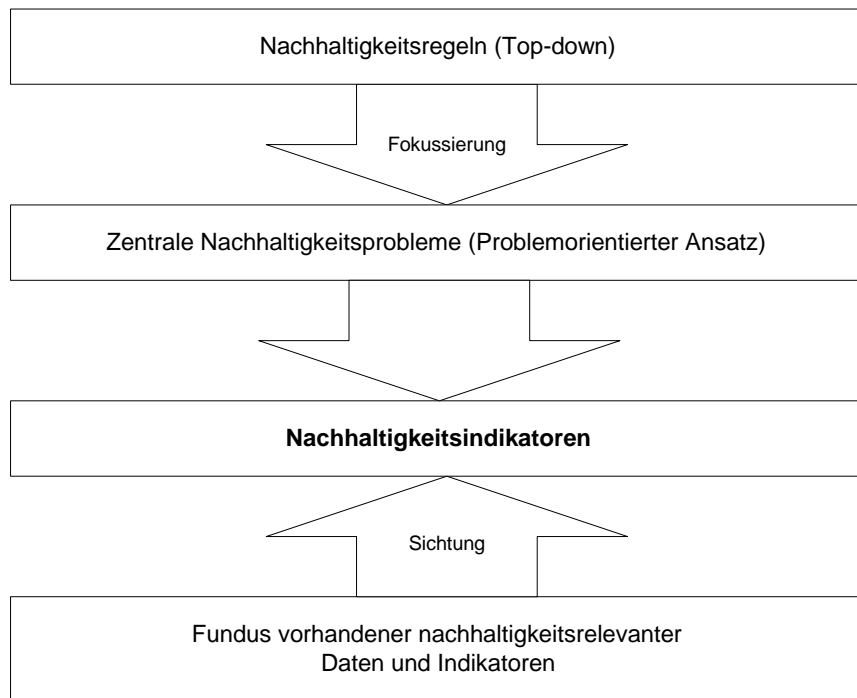 Nachhaltigkeitsregeln (Top-down)
Fokussierung
Zentrale Nachhaltigkeitsprobleme (Problemorientierter Ansatz)
Nachhaltigkeitsindikatoren
Sichtung
Fundus vorhandener nachhaltigkeitsrelevanter
Daten und Indikatoren